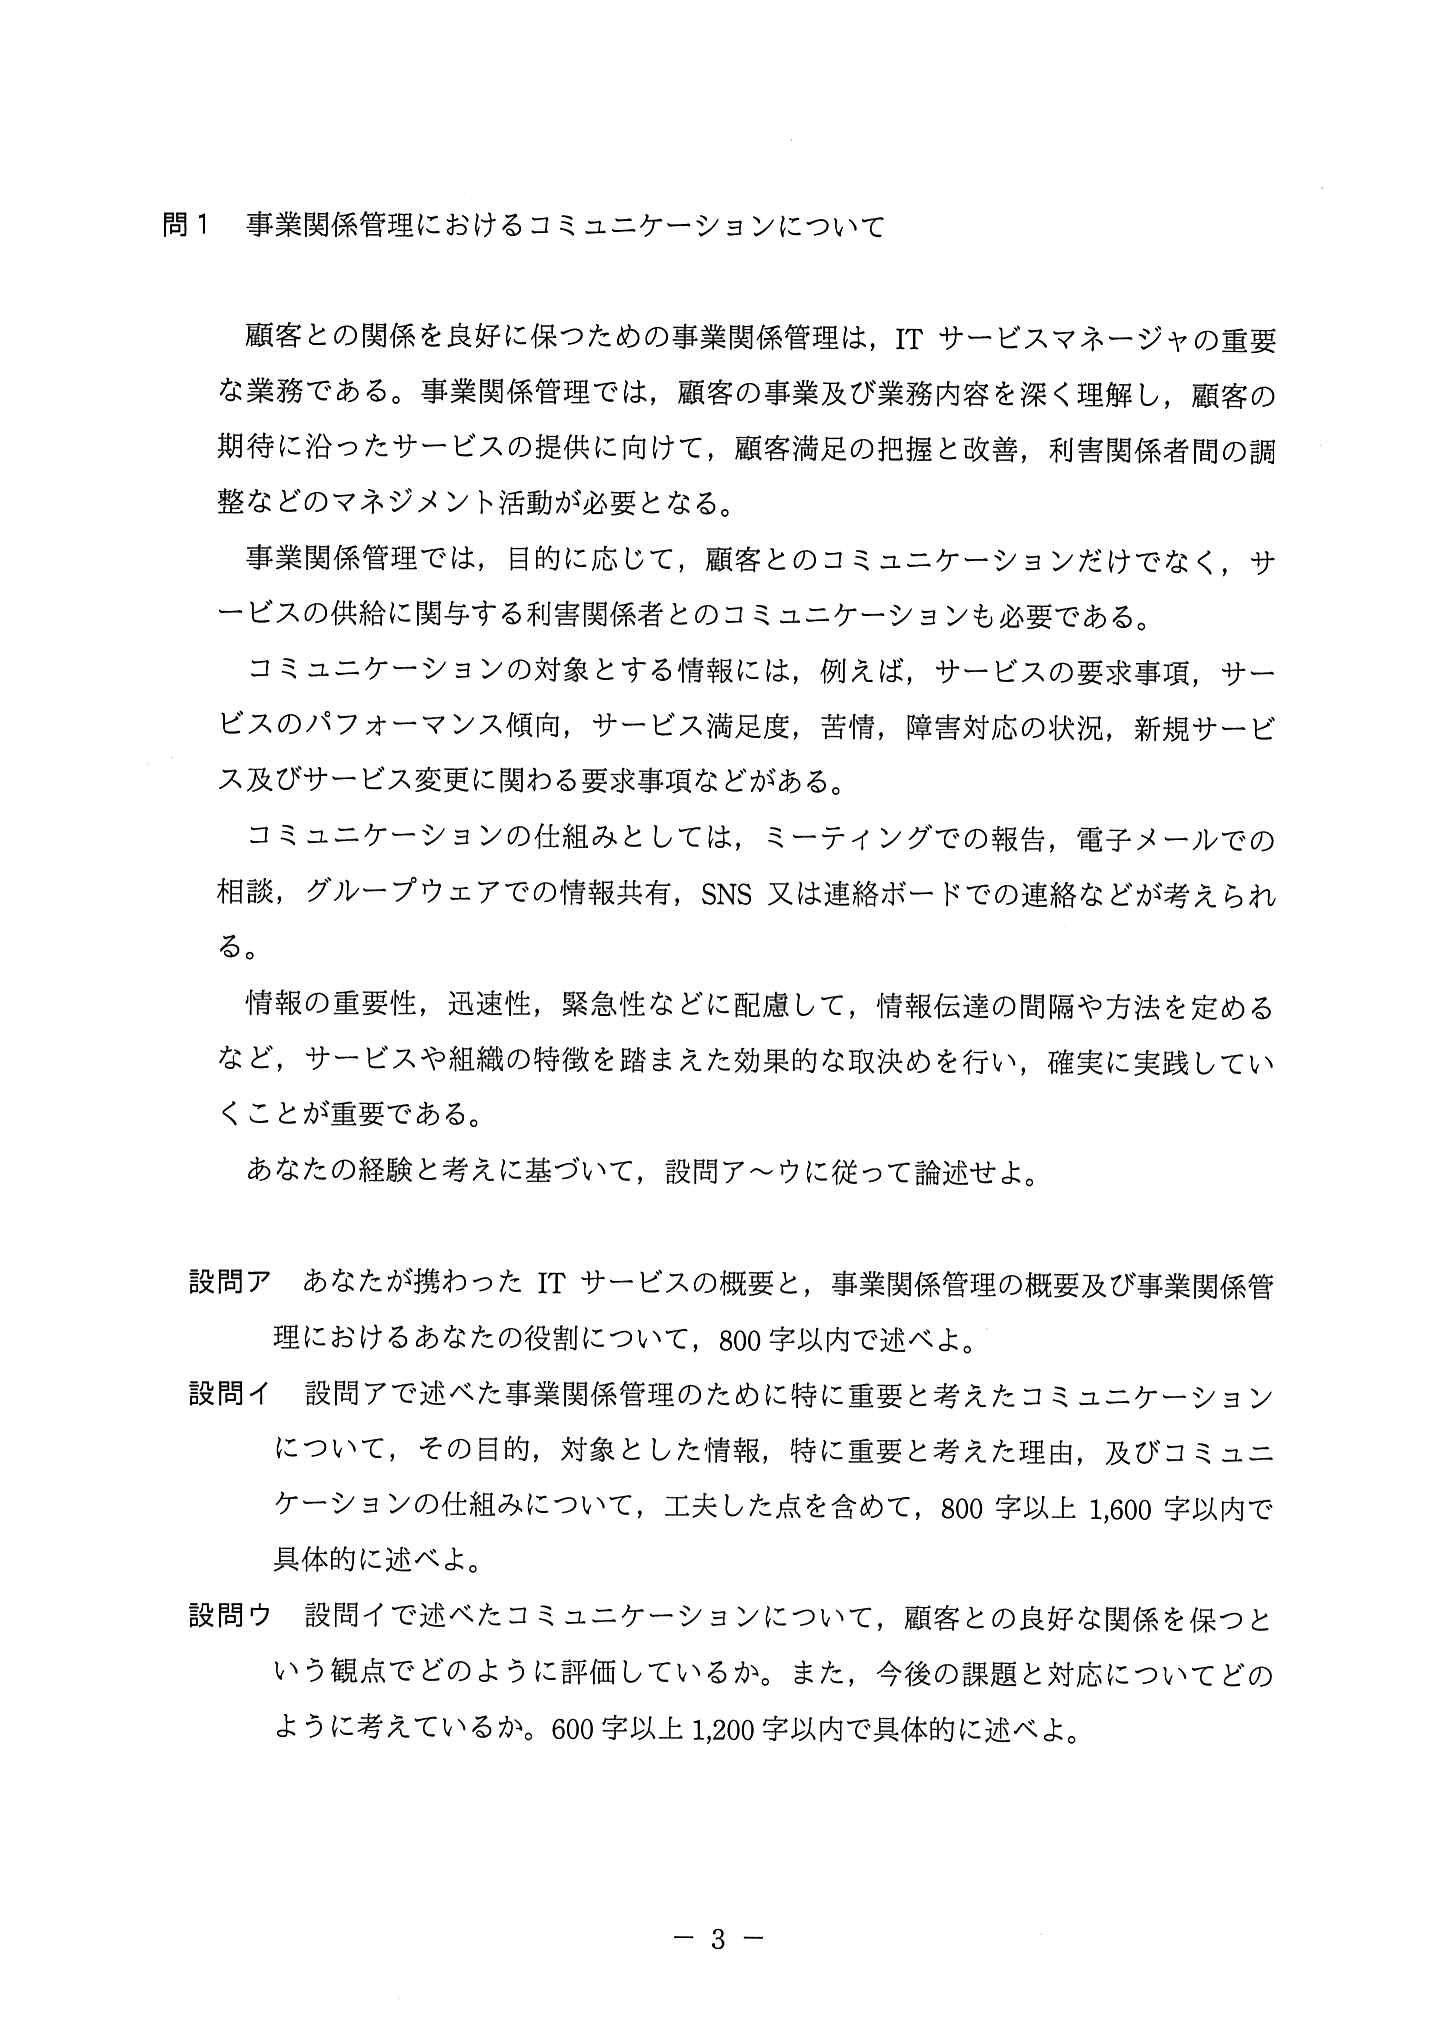 問1 事業関係管理におけるコミュニケーションについて
顧客との関係を良好に保つための事業関係管理は，IT サービスマネージャの重要
な業務である。事業関係管理では，顧客の事業及び業務内容を深く理解し，顧客の
期待に沿ったサービスの提供に向けて，顧客満足の把握と改善，利害関係者間の調
整などのマネジメント活動が必要となる。
事業関係管理では，目的に応じて，顧客とのコミュニケーションだけでなく，サ
ービスの供給に関与する利害関係者とのコミュニケーションも必要である。
コミュニケーションの対象とする情報には，例えば，サービスの要求事項，サー
ビスのパフォーマンス傾向，サービス満足度，苦情，障害対応の状況，新規サービ
ス及びサービス変更に関わる要求事項などがある。
コミュニケーションの仕組みとしては，ミーティングでの報告，電子メールでの
相談，グループウェアでの情報共有，SNS 又は連絡ボードでの連絡などが考えられ
る。
情報の重要性，迅速性，緊急性などに配慮して，情報伝達の間隔や方法を定める
など，サービスや組織の特徴を踏まえた効果的な取決めを行い，確実に実践してい
くことが重要である。
あなたの経験と考えに基づいて，設問ア～ウに従って論述せよ。
設問ア あなたが携わった IT サービスの概要と，事業関係管理の概要及び事業関係管
理におけるあなたの役割について，800 字以内で述べよ。
設問イ 設問アで述べた事業関係管理のために特に重要と考えたコミュニケーション
について，その目的，対象とした情報，特に重要と考えた理由，及びコミュニ
ケーションの仕組みについて，工夫した点を含めて，800 字以上 1,600 字以内で
具体的に述べよ。
設問ウ 設問イで述べたコミュニケーションについて，顧客との良好な関係を保つと
いう観点でどのように評価しているか。また，今後の課題と対応についてどの
ように考えているか。600 字以上 1,200 字以内で具体的に述べよ。
－ 3 －